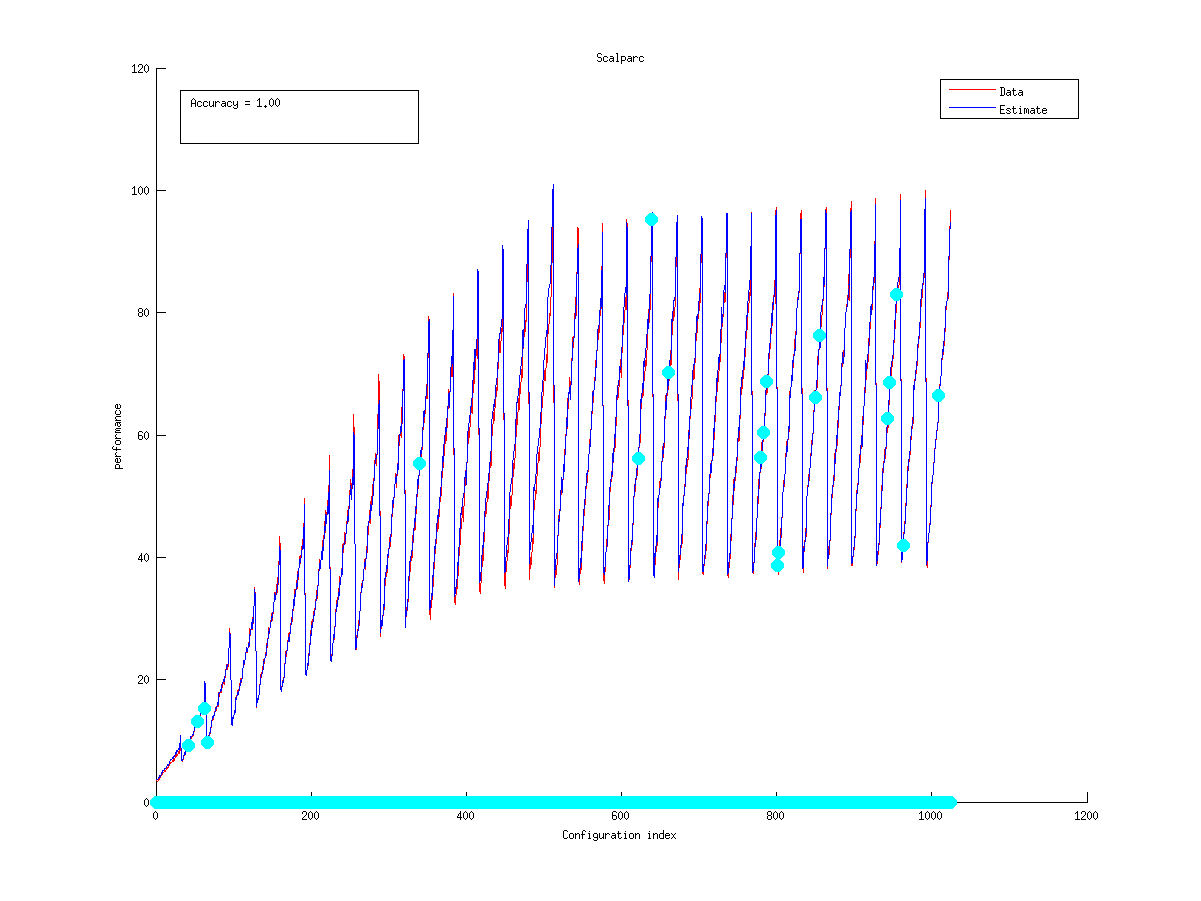 Scalparc
120
100
80
60
40
20
0
Accuracy = 1.00
Data
Estimate
performance
0 200 400 600 800 1000 1200
Configuration index